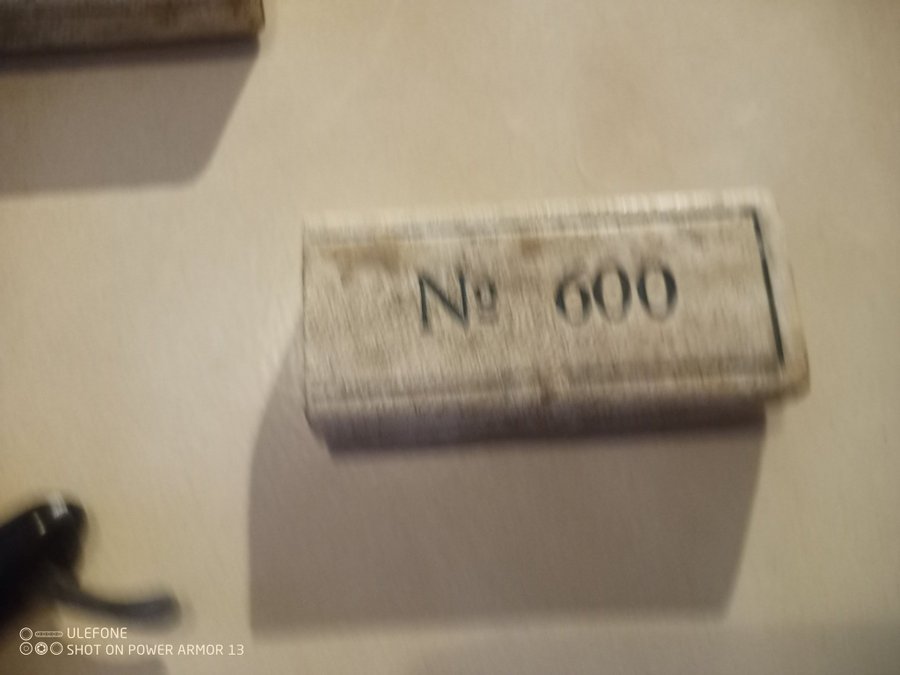 № 600
ULEFONE
SHOT ON POWER ARMOR 13